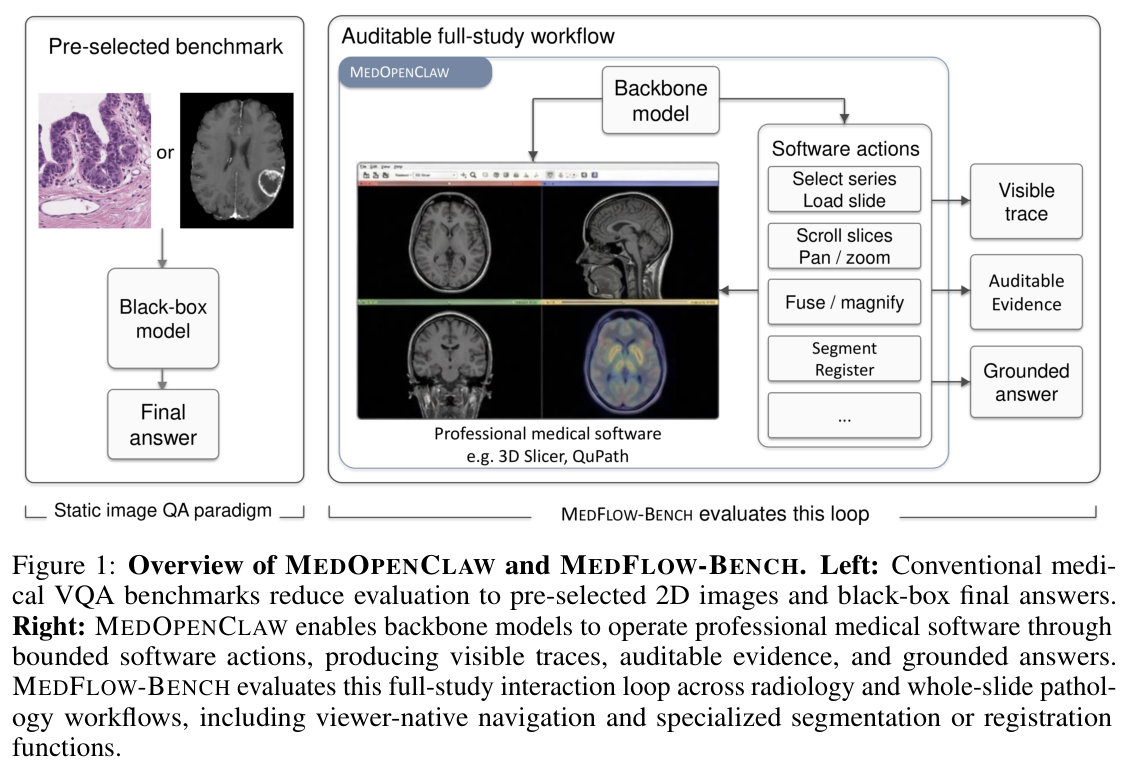 Pre-selected benchmark
or
Black-box
model
Final
answer
Static image QA paradigm
Auditable full-study workflow
MEDOPENCLAW
Backbone
model
Software actions
Select series
Load slide
Scroll slices
Pan / zoom
Fuse / magnify
Segment
Register
...
Visible
trace
Auditable
Evidence
Grounded
answer
Professional medical software
e.g. 3D Slicer, QuPath
MEDFLOW-BENCH evaluates this loop
Figure 1: Overview of MEDOPENCLAW and MEDFLOW-BENCH. Left: Conventional medi-
cal VQA benchmarks reduce evaluation to pre-selected 2D images and black-box final answers.
Right: MEDOPENCLAW enables backbone models to operate professional medical software through
bounded software actions, producing visible traces, auditable evidence, and grounded answers.
MEDFLOW-BENCH evaluates this full-study interaction loop across radiology and whole-slide pathol-
ogy workflows, including viewer-native navigation and specialized segmentation or registration
functions.